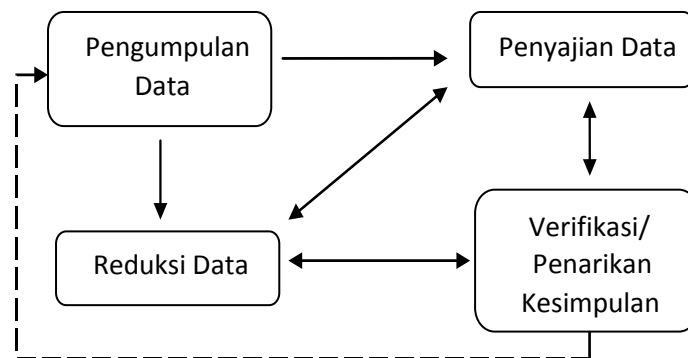 Pengumpulan
Data
Penyajian Data
Reduksi Data
Verifikasi/
Penarikan
Kesimpulan